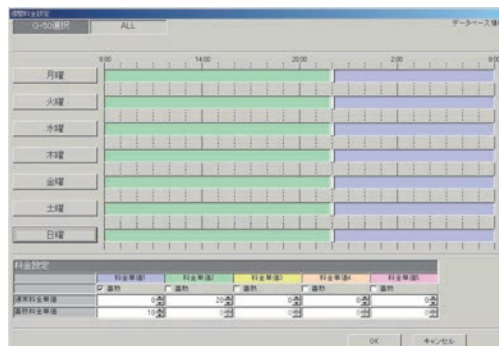 時間料金設定
G-50選択 ALL データベース情
8:00 14:00 20:00 2:00 8:00
月曜
火曜
水曜
木曜
金曜
土曜
日曜
料金設定
料金単価1 料金単価2 料金単価3 料金単価4 料金単価5
蓄熱 蓄熱 蓄熱 蓄熱 蓄熱
通常料金単価 0 20 0 0 0
蓄熱料金単価 10 0 0 0 0
OK キャンセル